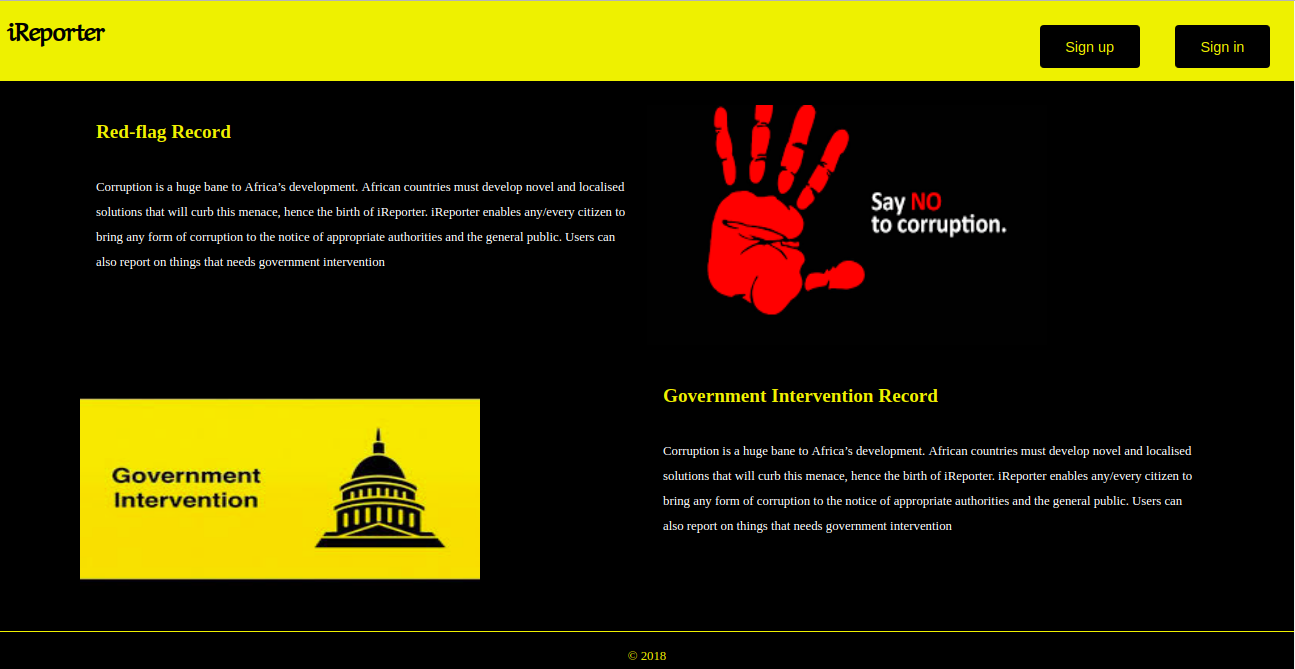 iReporter
Sign up
Sign in
Red-flag Record
Corruption is a huge bane to Africa’s development. African countries must develop novel and localised
solutions that will curb this menace, hence the birth of iReporter. iReporter enables any/every citizen to
bring any form of corruption to the notice of appropriate authorities and the general public. Users can
also report on things that needs government intervention
Say NO
to corruption.
Government
Intervention
Government Intervention Record
Corruption is a huge bane to Africa’s development. African countries must develop novel and localised
solutions that will curb this menace, hence the birth of iReporter. iReporter enables any/every citizen to
bring any form of corruption to the notice of appropriate authorities and the general public. Users can
also report on things that needs government intervention
© 2018